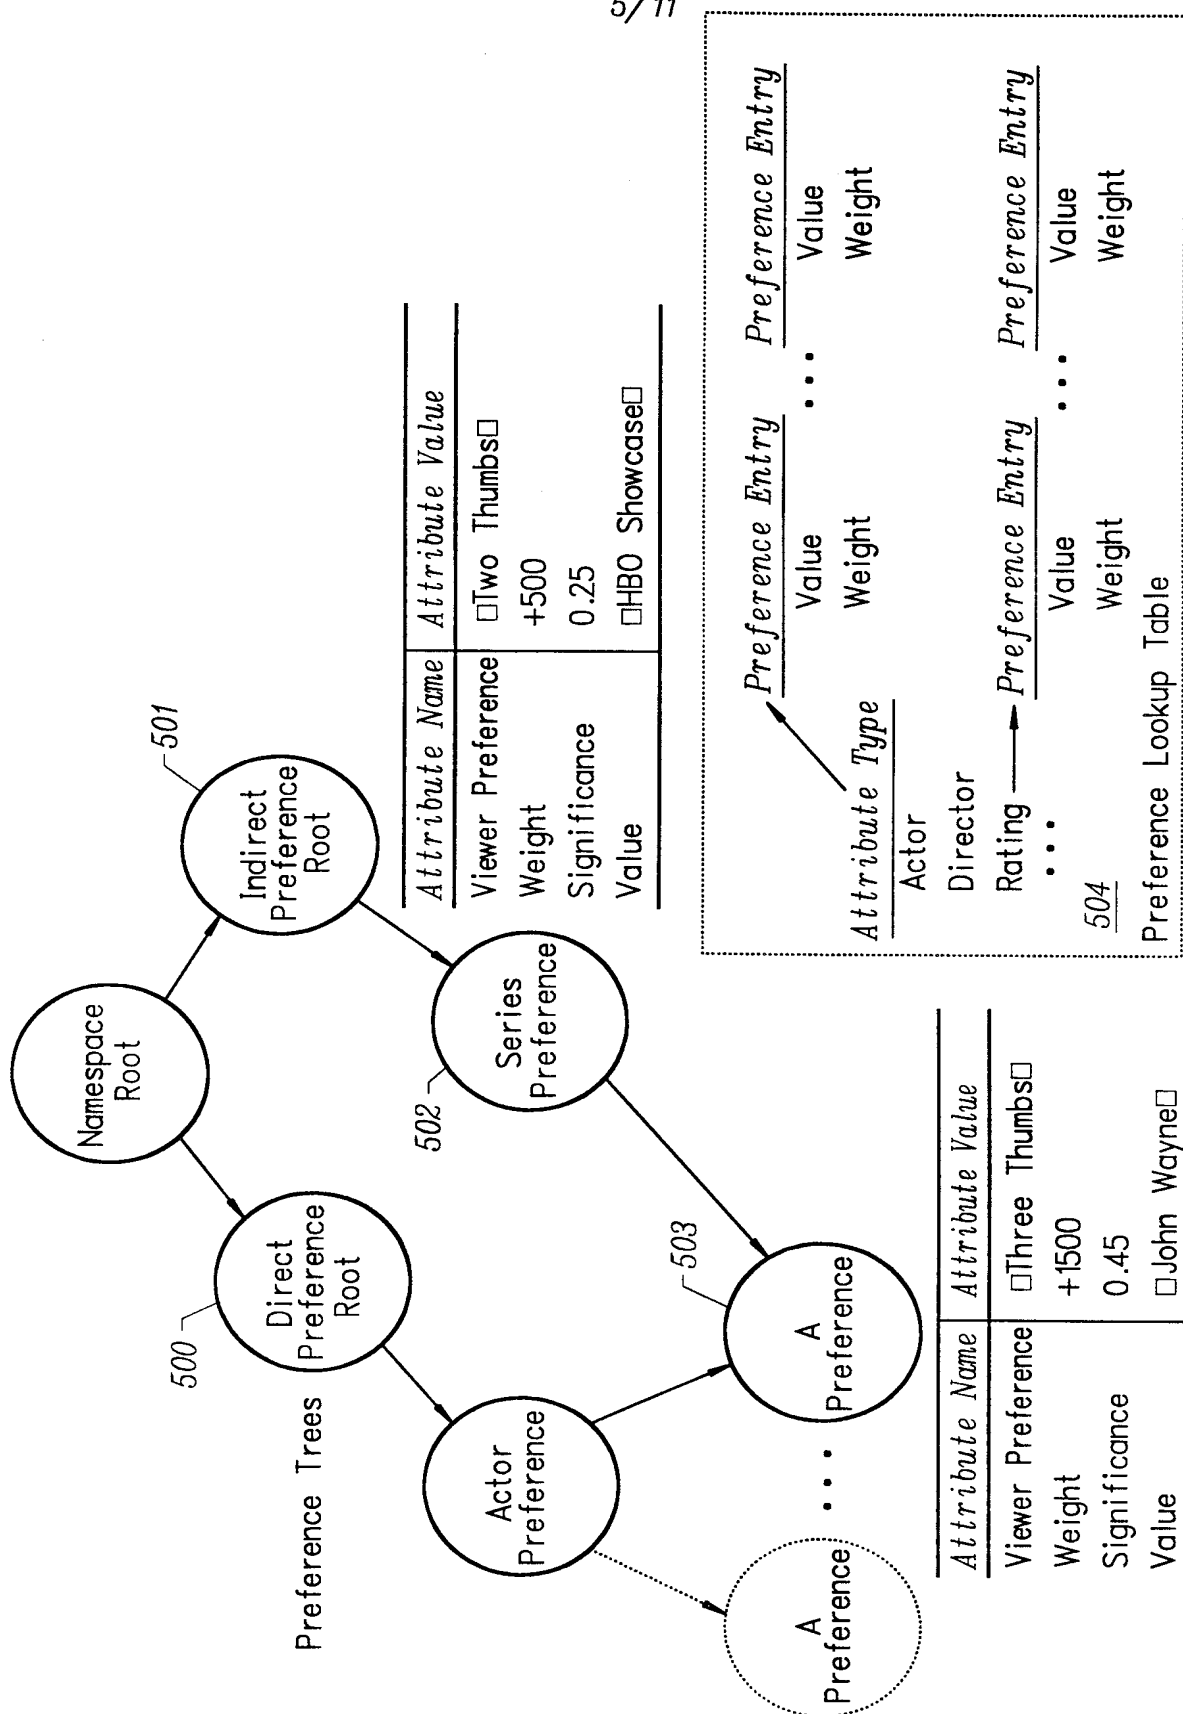 5/11
Preference Trees
Namespace
Root
500
Direct
Preference
Root
501
Indirect
Preference
Root
Actor
Preference
502
Series
Preference
A
Preference
• • •
503
A
Preference
Attribute Name Attribute Value
Viewer Preference □Two Thumbs□
Weight +500
Significance 0.25
Value □HBO Showcase□
Attribute Name Attribute Value
Viewer Preference □Three Thumbs□
Weight +1500
Significance 0.45
Value □John Wayne□
Preference Entry Preference Entry
Value • • • Value
Weight Weight
Attribute Type
Actor
Director
Rating Preference Entry Preference Entry
• • • Value • • • Value
Weight Weight
504
Preference Lookup Table